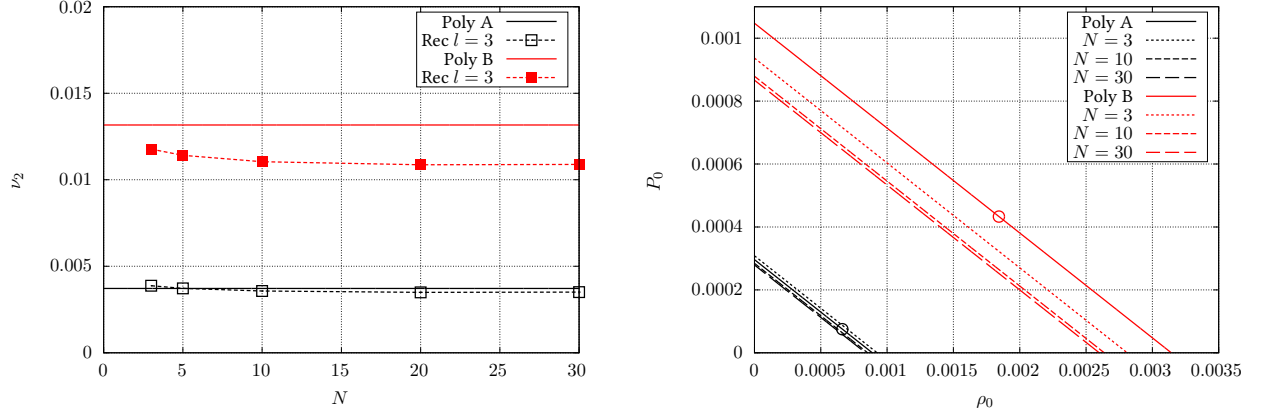 0.02
0.015
0.01
0.005
0
ν₂
0 5 10 15 20 25 30
N
Poly A
Rec l = 3
Poly B
Rec l = 3
0.001
0.0008
0.0006
0.0004
0.0002
0
P₀
0 0.0005 0.001 0.0015 0.002 0.0025 0.003 0.0035
ρ₀
Poly A
N = 3
N = 10
N = 30
Poly B
N = 3
N = 10
N = 30